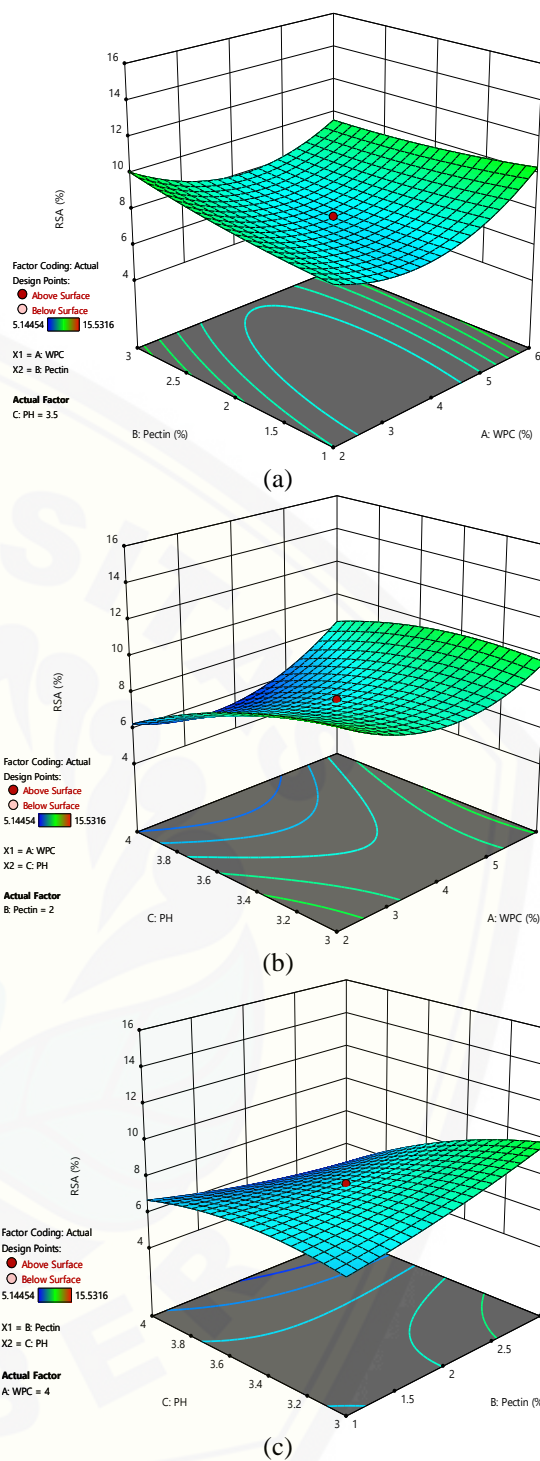 16
14
12
10
8
6
4
RSA (%)
Factor Coding: Actual
Design Points:
Above Surface
Below Surface
5.14454 15.5316
X1 = A: WPC
X2 = B: Pectin
Actual Factor
C: PH = 3.5
3
2.5
2
1.5
1
2
3
4
5
6
B: Pectin (%)
A: WPC (%)
(a)
16
14
12
10
8
6
4
RSA (%)
Factor Coding: Actual
Design Points:
Above Surface
Below Surface
5.14454 15.5316
X1 = A: WPC
X2 = C: PH
Actual Factor
B: Pectin = 2
4
3.8
3.6
3.4
3.2
3
2
3
4
5
C: PH
A: WPC (%)
(b)
16
14
12
10
8
6
4
RSA (%)
Factor Coding: Actual
Design Points:
Above Surface
Below Surface
5.14454 15.5316
X1 = B: Pectin
X2 = C: PH
Actual Factor
A: WPC = 4
4
3.8
3.6
3.4
3.2
3
1
1.5
2
2.5
C: PH
B: Pectin (%
(c)